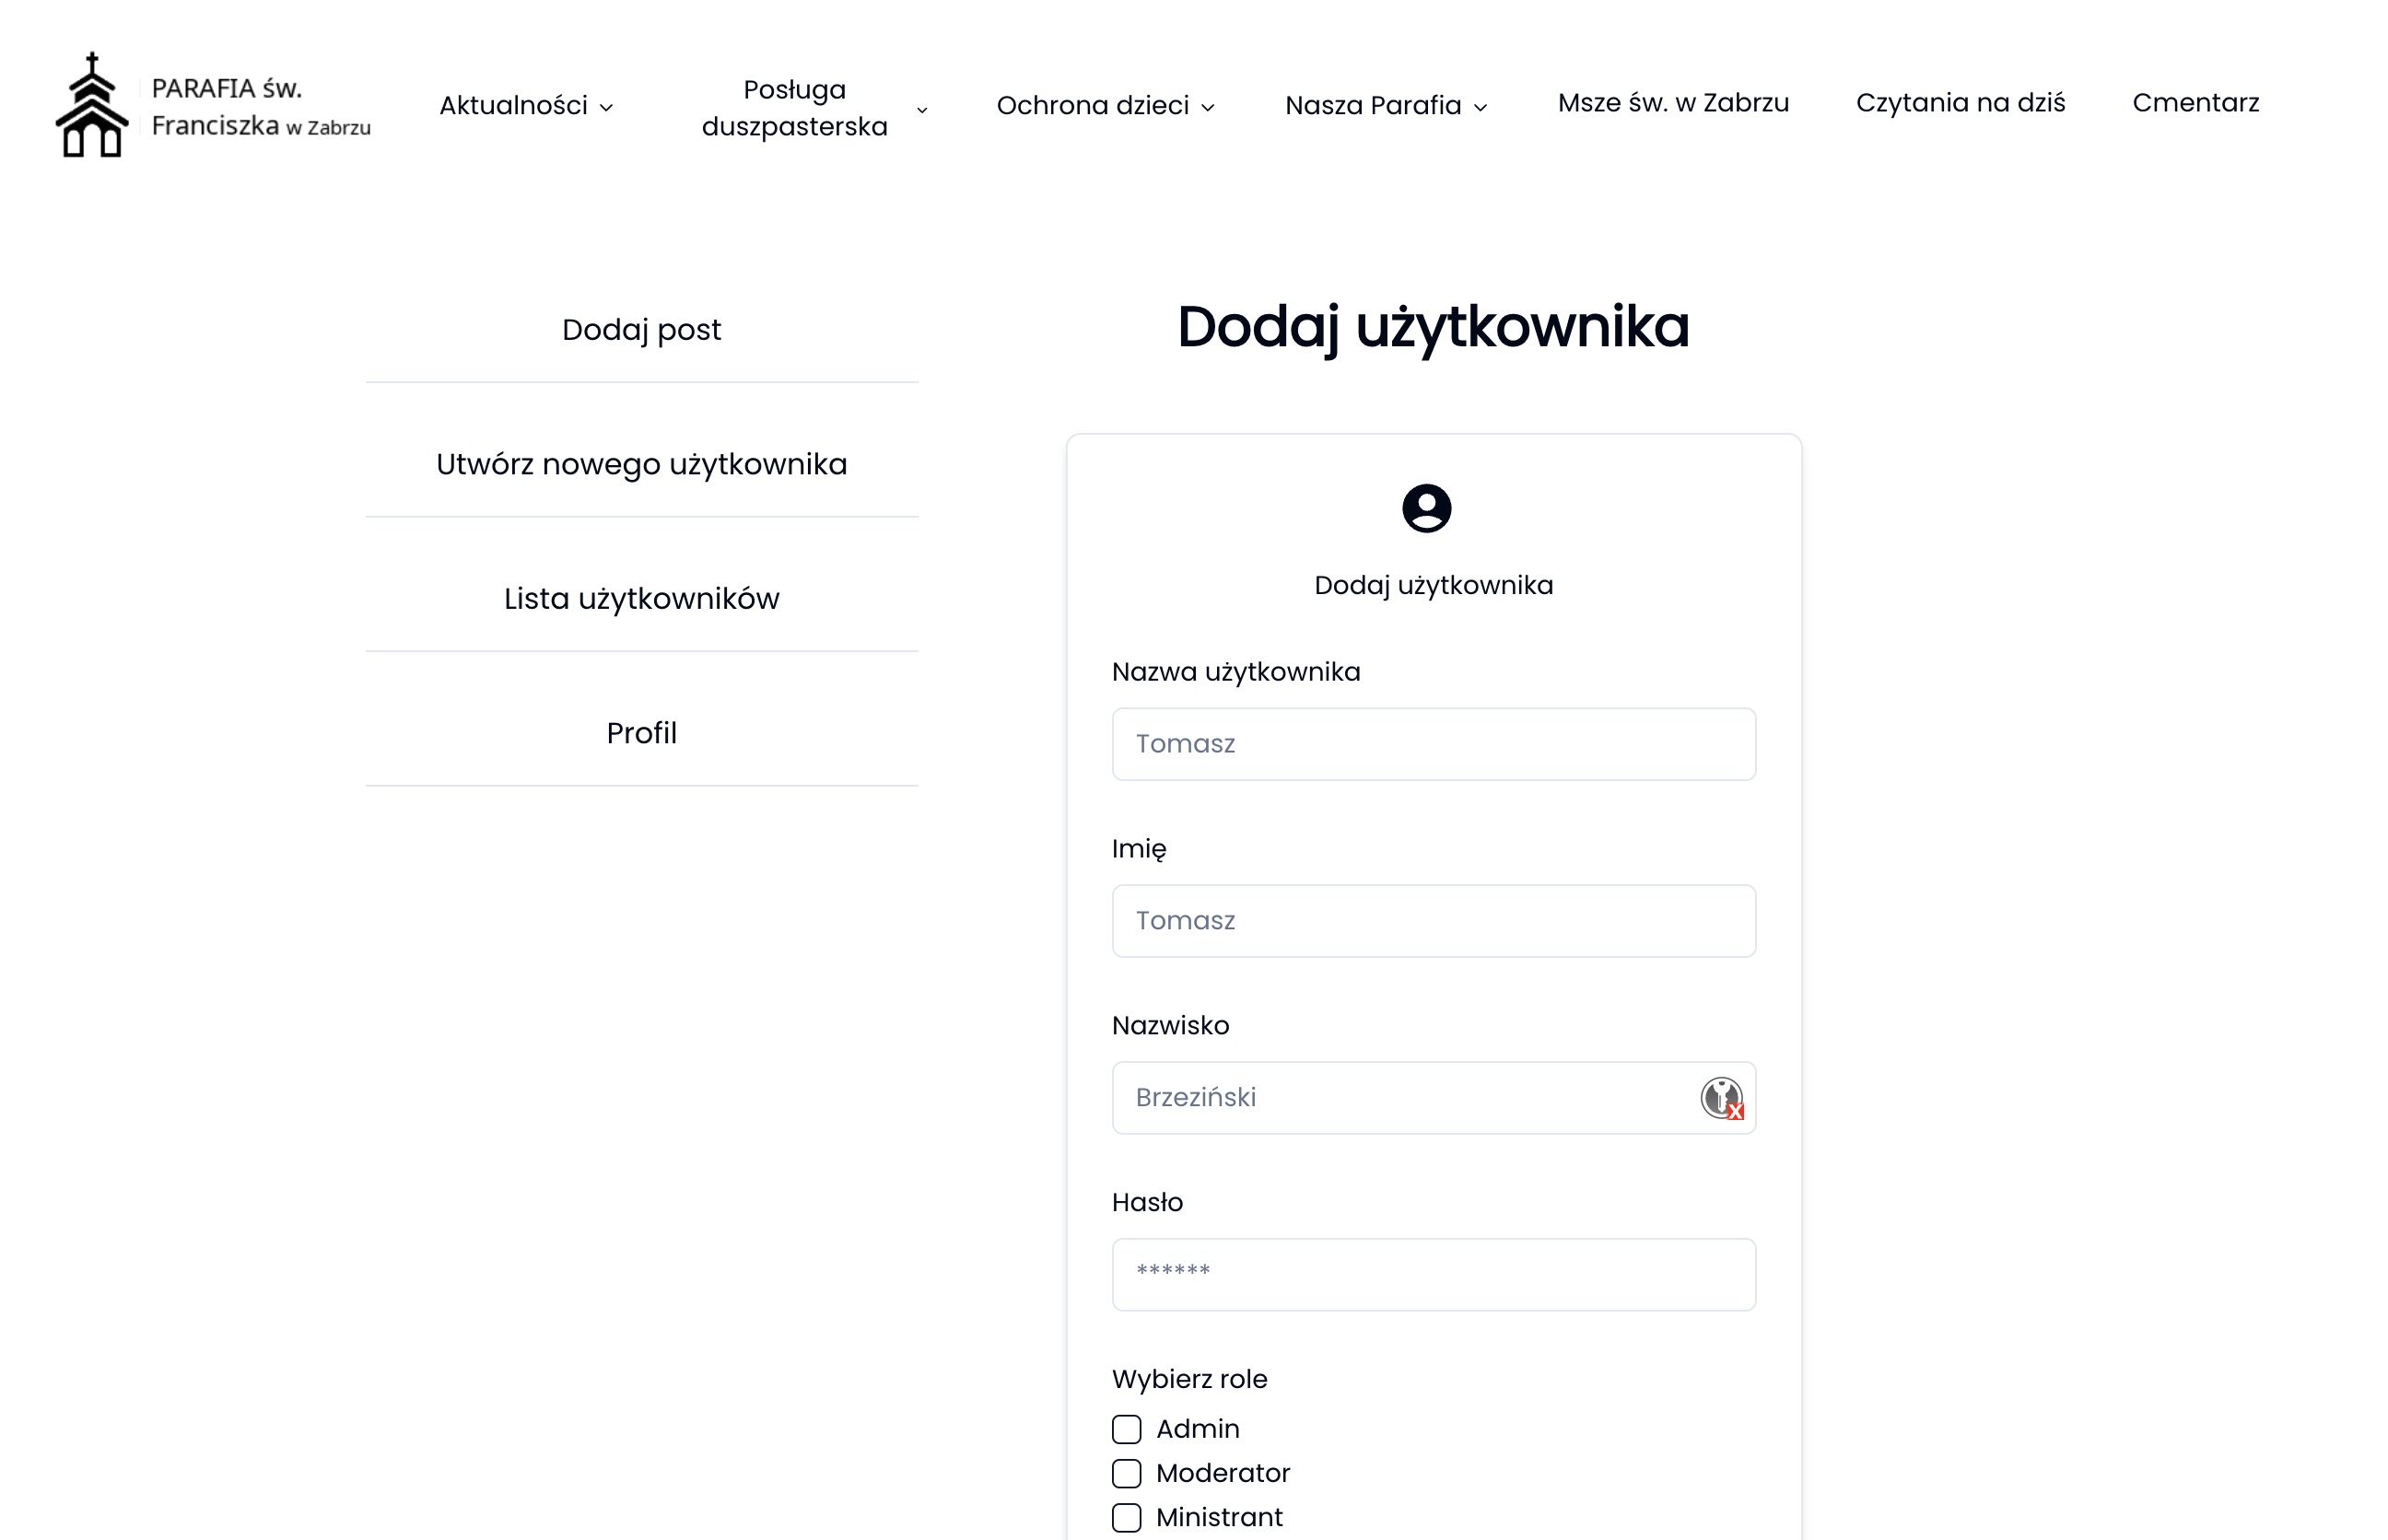 PARAFIA św.
Franciszka w Zabrzu
Aktualności
Posługa
duszpasterska
Ochrona dzieci
Nasza Parafia
Msze św. w Zabrzu
Czytania na dziś
Cmentarz
Dodaj post
Utwórz nowego użytkownika
Lista użytkowników
Profil
Dodaj użytkownika
Dodaj użytkownika
Nazwa użytkownika
Tomasz
Imię
Tomasz
Nazwisko
Brzeziński
X
Hasło
******
Wybierz role
Admin
Moderator
Ministrant